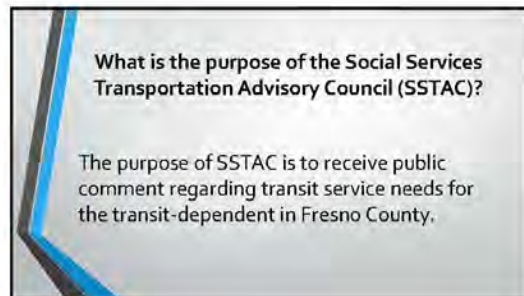 What is the purpose of the Social Services
Transportation Advisory Council (SSTAC)?
The purpose of SSTAC is to receive public
comment regarding transit service needs for
the transit-dependent in Fresno County.